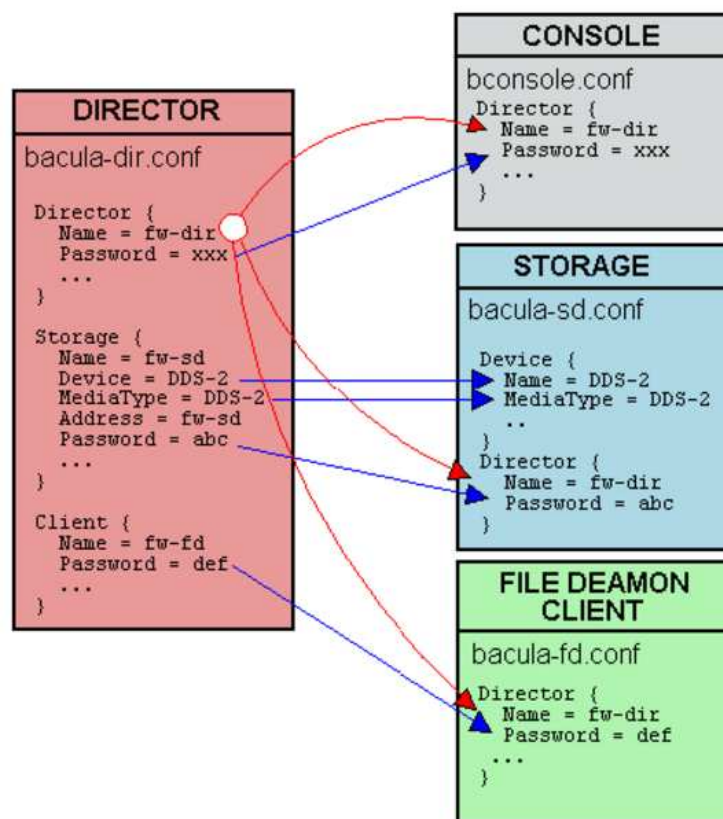 DIRECTOR
bacula-dir.conf
Director {
Name = fw-dir
Password = xxx
...
}
Storage {
Name = fw-sd
Device = DDS-2
MediaType = DDS-2
Address = fw-sd
Password = abc
...
}
Client {
Name = fw-fd
Password = def
...
}
CONSOLE
bconsole.conf
Director {
Name = fw-dir
Password = xxx
...
}
STORAGE
bacula-sd.conf
Device {
Name = DDS-2
MediaType = DDS-2
..
}
Director {
Name = fw-dir
Password = abc
}
FILE DEAMON
CLIENT
bacula-fd.conf
Director {
Name = fw-dir
Password = def
...
}